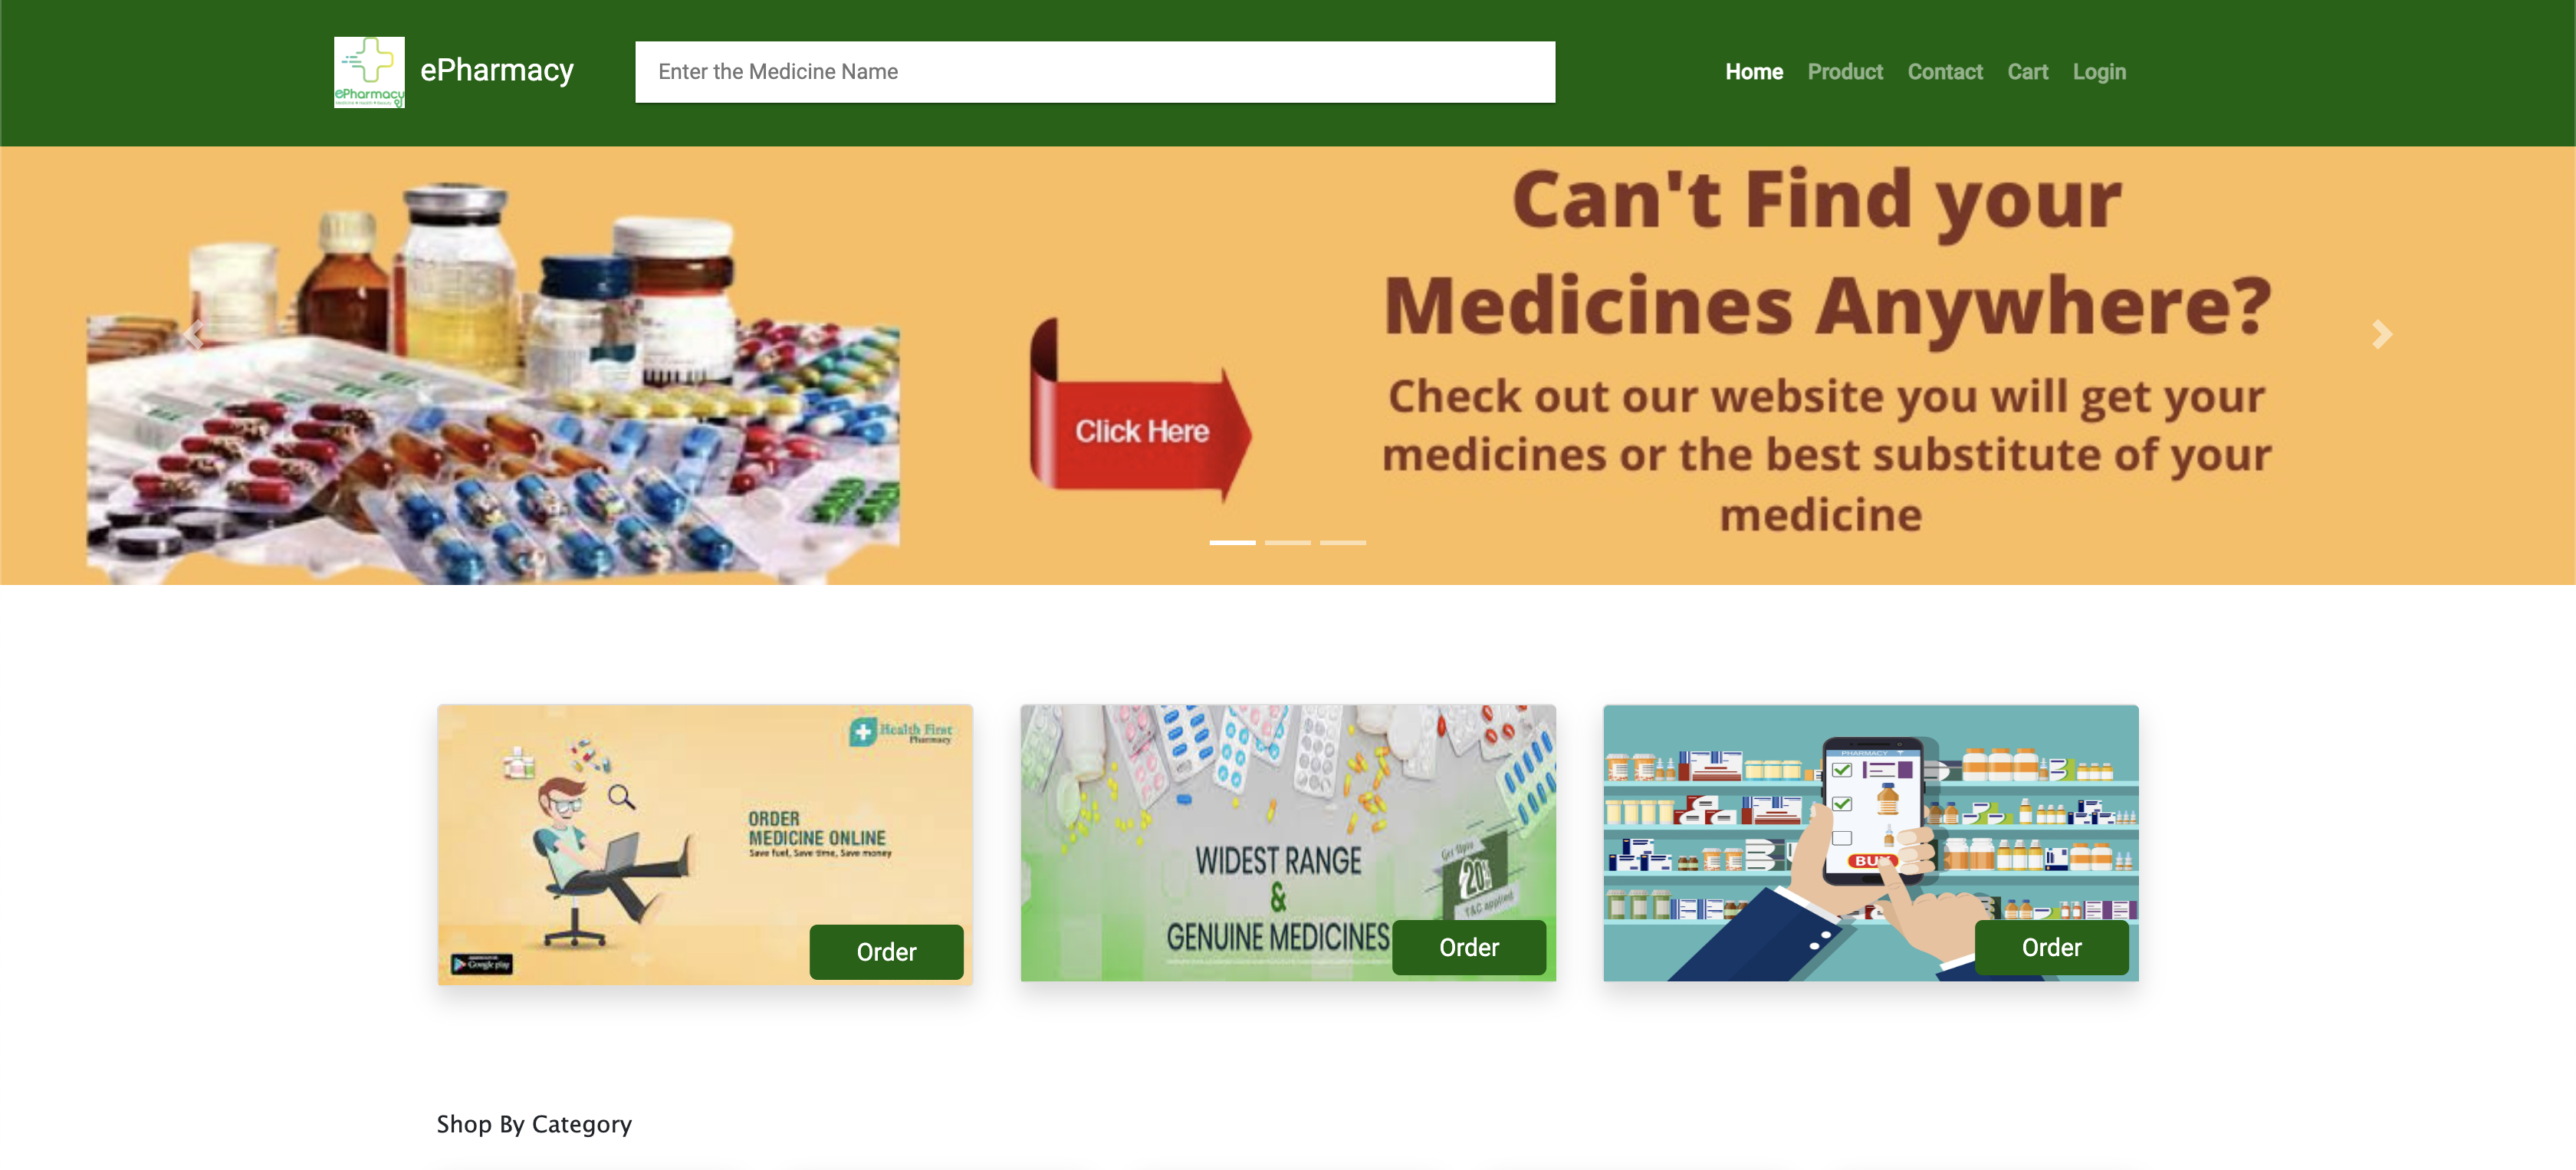 ePharmacy
ePharmacy
Enter the Medicine Name
Home
Product
Contact
Cart
Login
Can't Find your
Medicines Anywhere?
Check out our website you will get your
medicines or the best substitute of your
medicine
Click Here
Health First
Pharmacy
ORDER
MEDICINE ONLINE
Save fuel, Save time, Save money
Google play
Order
WIDEST RANGE
&
GENUINE MEDICINES
Get Upto
20%
T&C applied
Order
PHARMACY
BUY
Order
Shop By Category